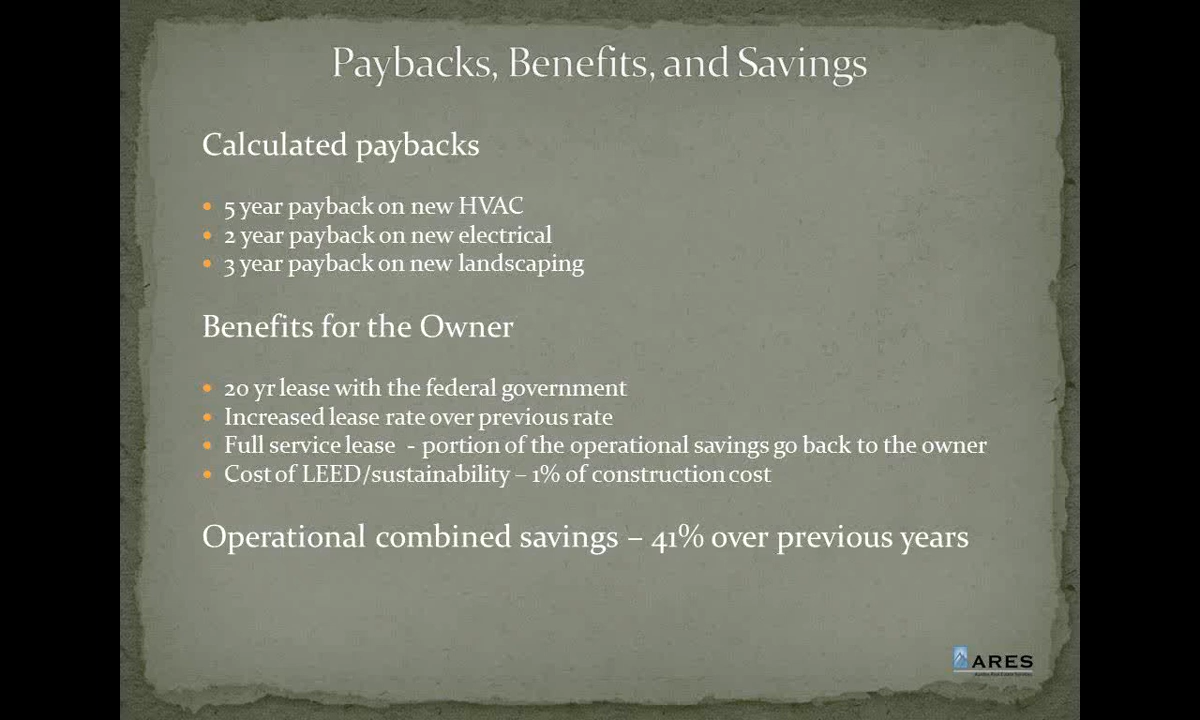 Paybacks, Benefits, and Savings
Calculated paybacks
• 5 year payback on new HVAC
• 2 year payback on new electrical
• 3 year payback on new landscaping
Benefits for the Owner
• 20 yr lease with the federal government
• Increased lease rate over previous rate
• Full service lease - portion of the operational savings go back to the owner
• Cost of LEED/sustainability – 1% of construction cost
Operational combined savings – 41% over previous years
ARES
Real Estate Services